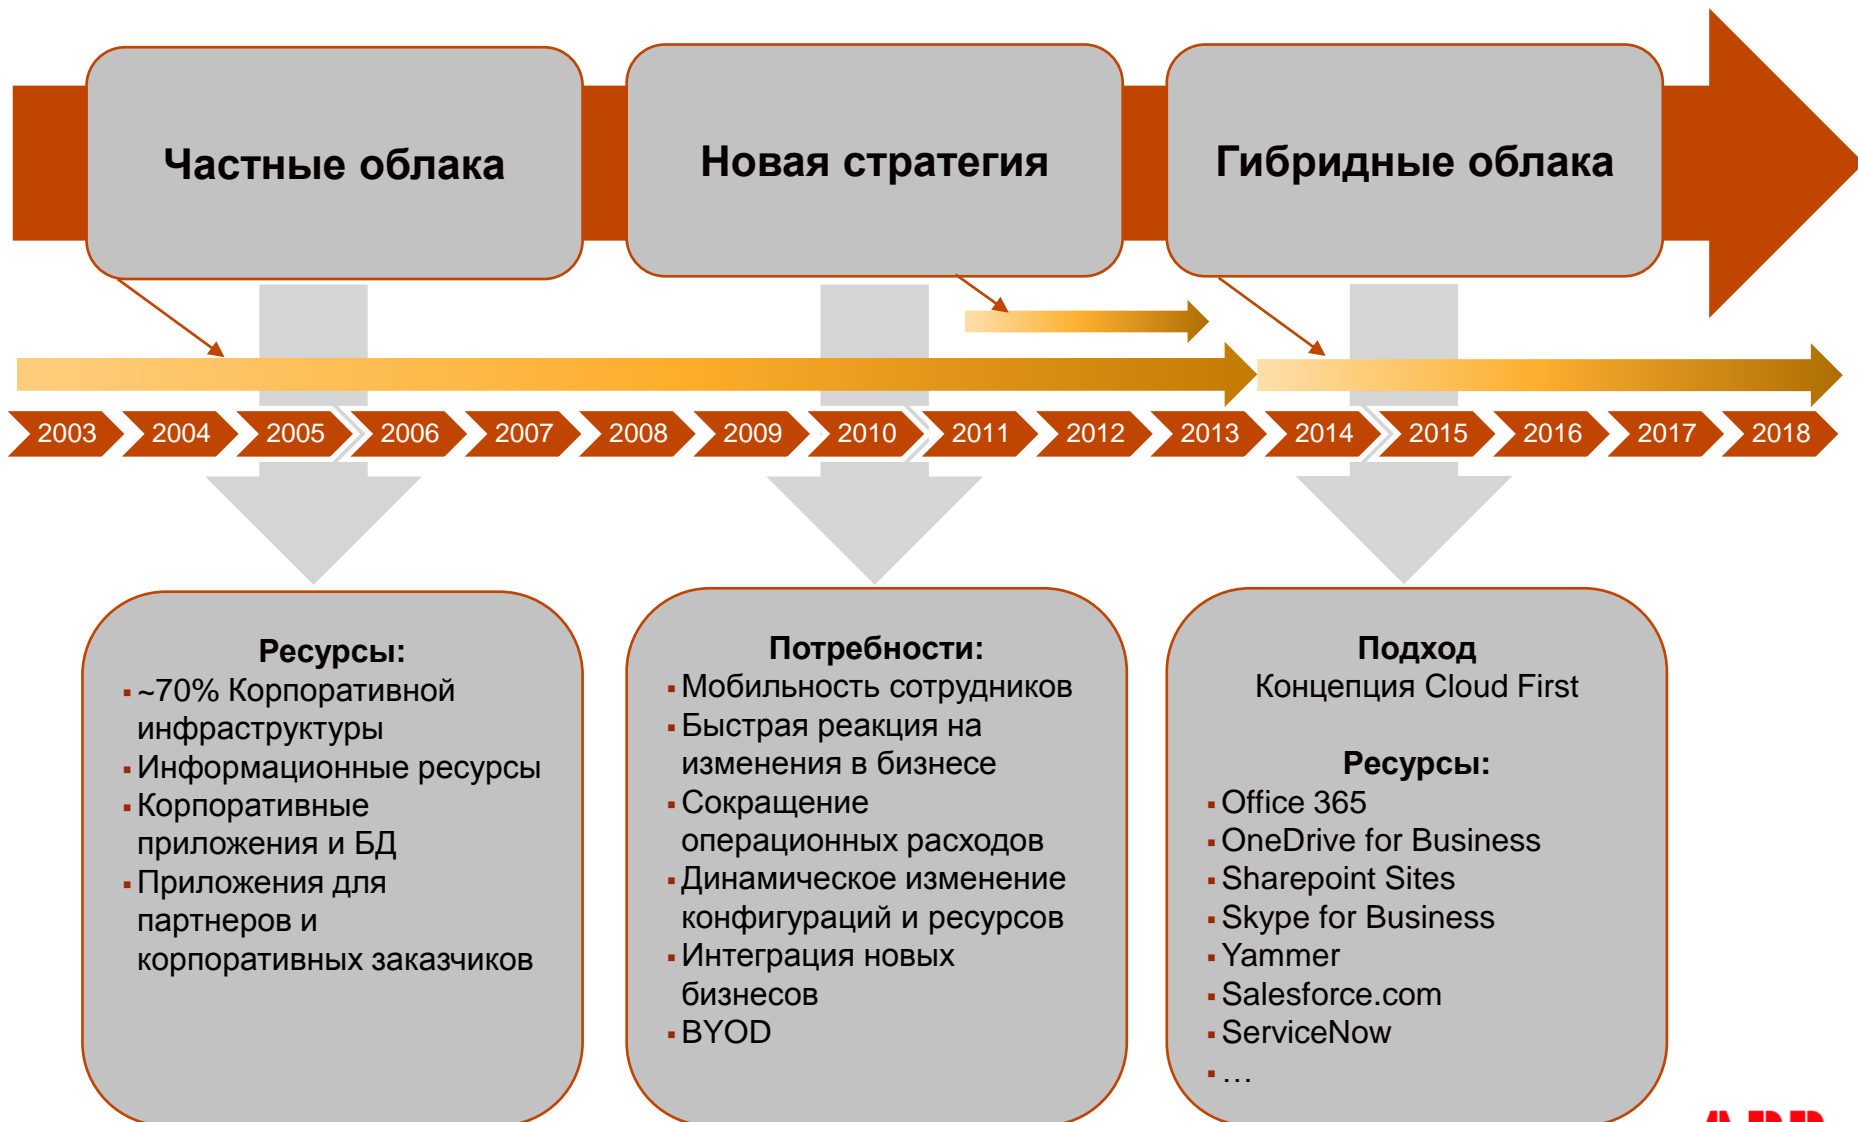 Частные облака
Новая стратегия
Гибридные облака
2003
2004
2005
2006
2007
2008
2009
2010
2011
2012
2013
2014
2015
2016
2017
2018
Ресурсы:
▪ ~70% Корпоративной
инфраструктуры
▪ Информационные ресурсы
▪ Корпоративные
приложения и БД
▪ Приложения для
партнеров и
корпоративных заказчиков
Потребности:
▪ Мобильность сотрудников
▪ Быстрая реакция на
изменения в бизнесе
▪ Сокращение
операционных расходов
▪ Динамическое изменение
конфигураций и ресурсов
▪ Интеграция новых
бизнесов
▪ BYOD
Подход
Концепция Cloud First
Ресурсы:
▪ Office 365
▪ OneDrive for Business
▪ Sharepoint Sites
▪ Skype for Business
▪ Yammer
▪ Salesforce.com
▪ ServiceNow
▪ …